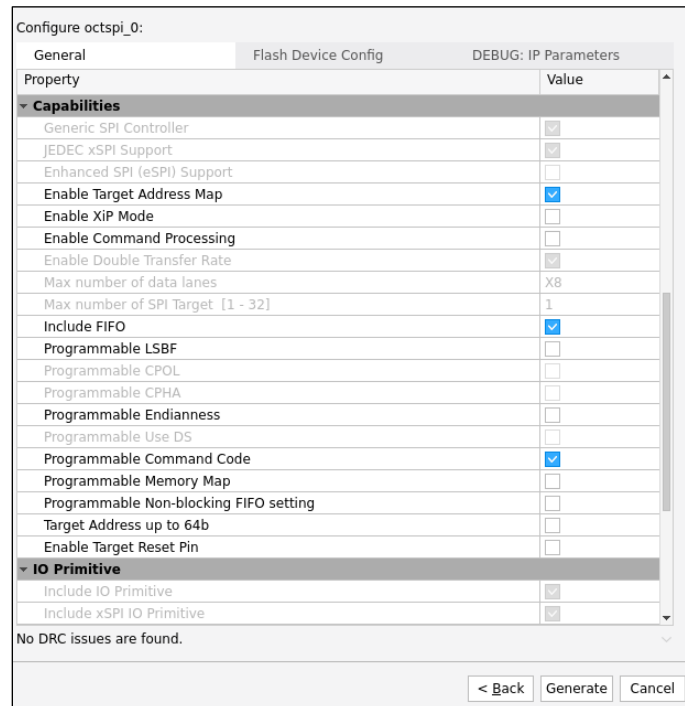 Configure octspi_0:
General Flash Device Config DEBUG: IP Parameters
Property Value
Capabilities
Generic SPI Controller
JEDEC xSPI Support
Enhanced SPI (eSPI) Support
Enable Target Address Map
Enable XiP Mode
Enable Command Processing
Enable Double Transfer Rate
Max number of data lanes X8
Max number of SPI Target [1 - 32] 1
Include FIFO
Programmable LSBF
Programmable CPOL
Programmable CPHA
Programmable Endianness
Programmable Use DS
Programmable Command Code
Programmable Memory Map
Programmable Non-blocking FIFO setting
Target Address up to 64b
Enable Target Reset Pin
IO Primitive
Include IO Primitive
Include xSPI IO Primitive
No DRC issues are found.
< Back Generate Cancel